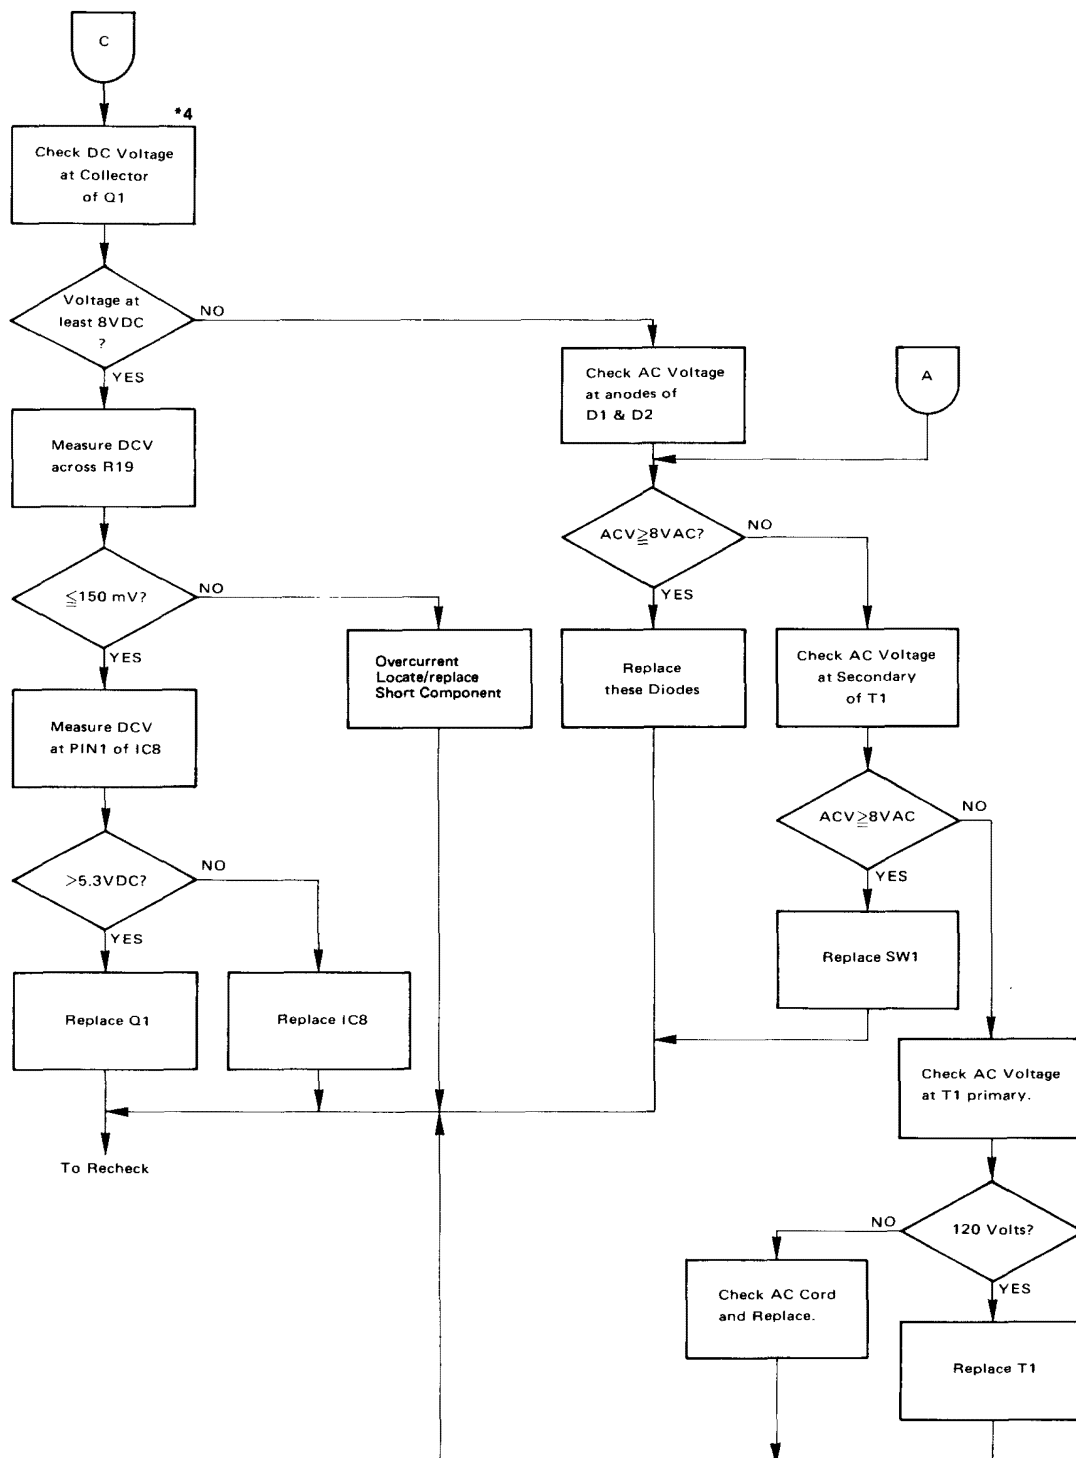 C
*4
Check DC Voltage
at Collector
of Q1
Voltage at
least 8VDC
?
NO
YES
Check AC Voltage
at anodes of
D1 & D2
A
Measure DCV
across R19
ACV≧8VAC?
NO
YES
≦150 mV?
NO
YES
Overcurrent
Locate/replace
Short Component
Replace
these Diodes
Check AC Voltage
at Secondary
of T1
Measure DCV
at PIN1 of IC8
ACV≧8VAC
NO
YES
>5.3VDC?
NO
YES
Replace SW1
Replace Q1
Replace IC8
Check AC Voltage
at T1 primary.
To Recheck
120 Volts?
NO
YES
Check AC Cord
and Replace.
Replace T1